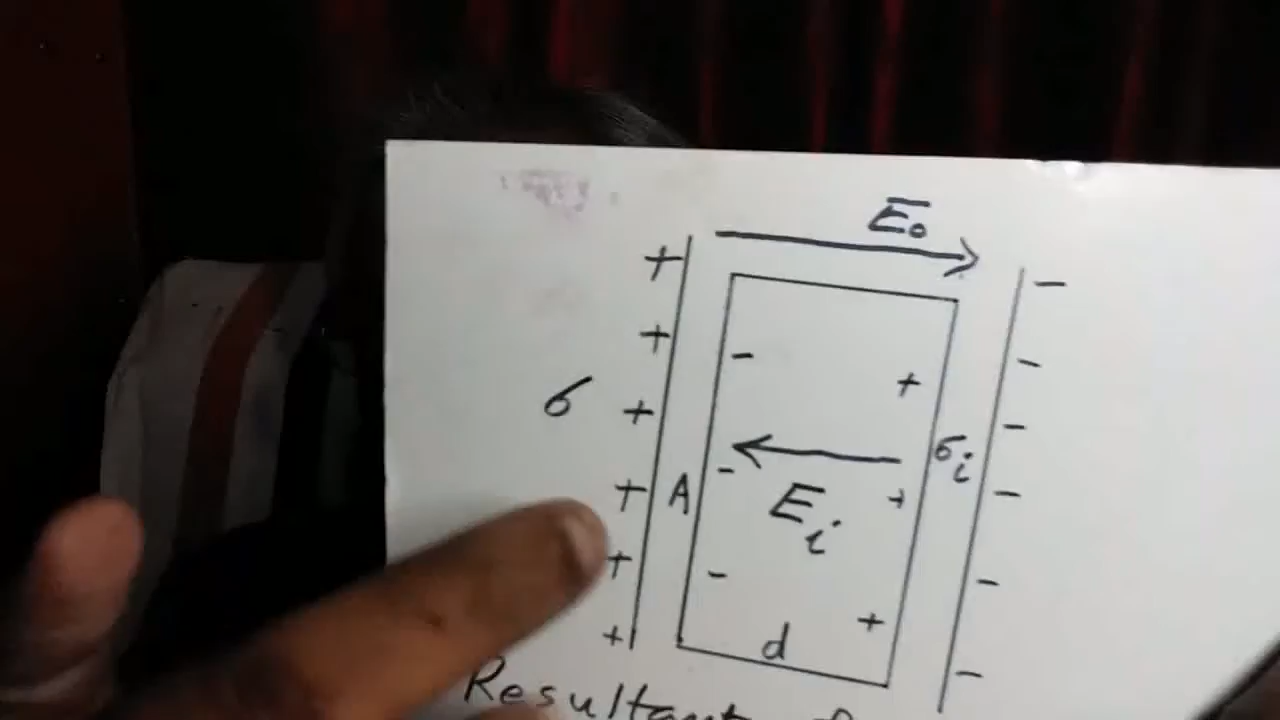 E₀
+ -
+ - -
- +
σ + -
σᵢ
-
+ A Eᵢ + -
+ - -
+ d + -
Resultant